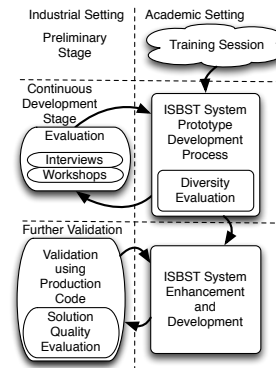 Industrial Setting
Academic Setting
Preliminary
Stage
Training Session
Continuous
Development
Stage
Evaluation
Interviews
Workshops
ISBST System
Prototype
Development
Process
Diversity
Evaluation
Further Validation
Validation
using
Production
Code
Solution
Quality
Evaluation
ISBST System
Enhancement
and
Development